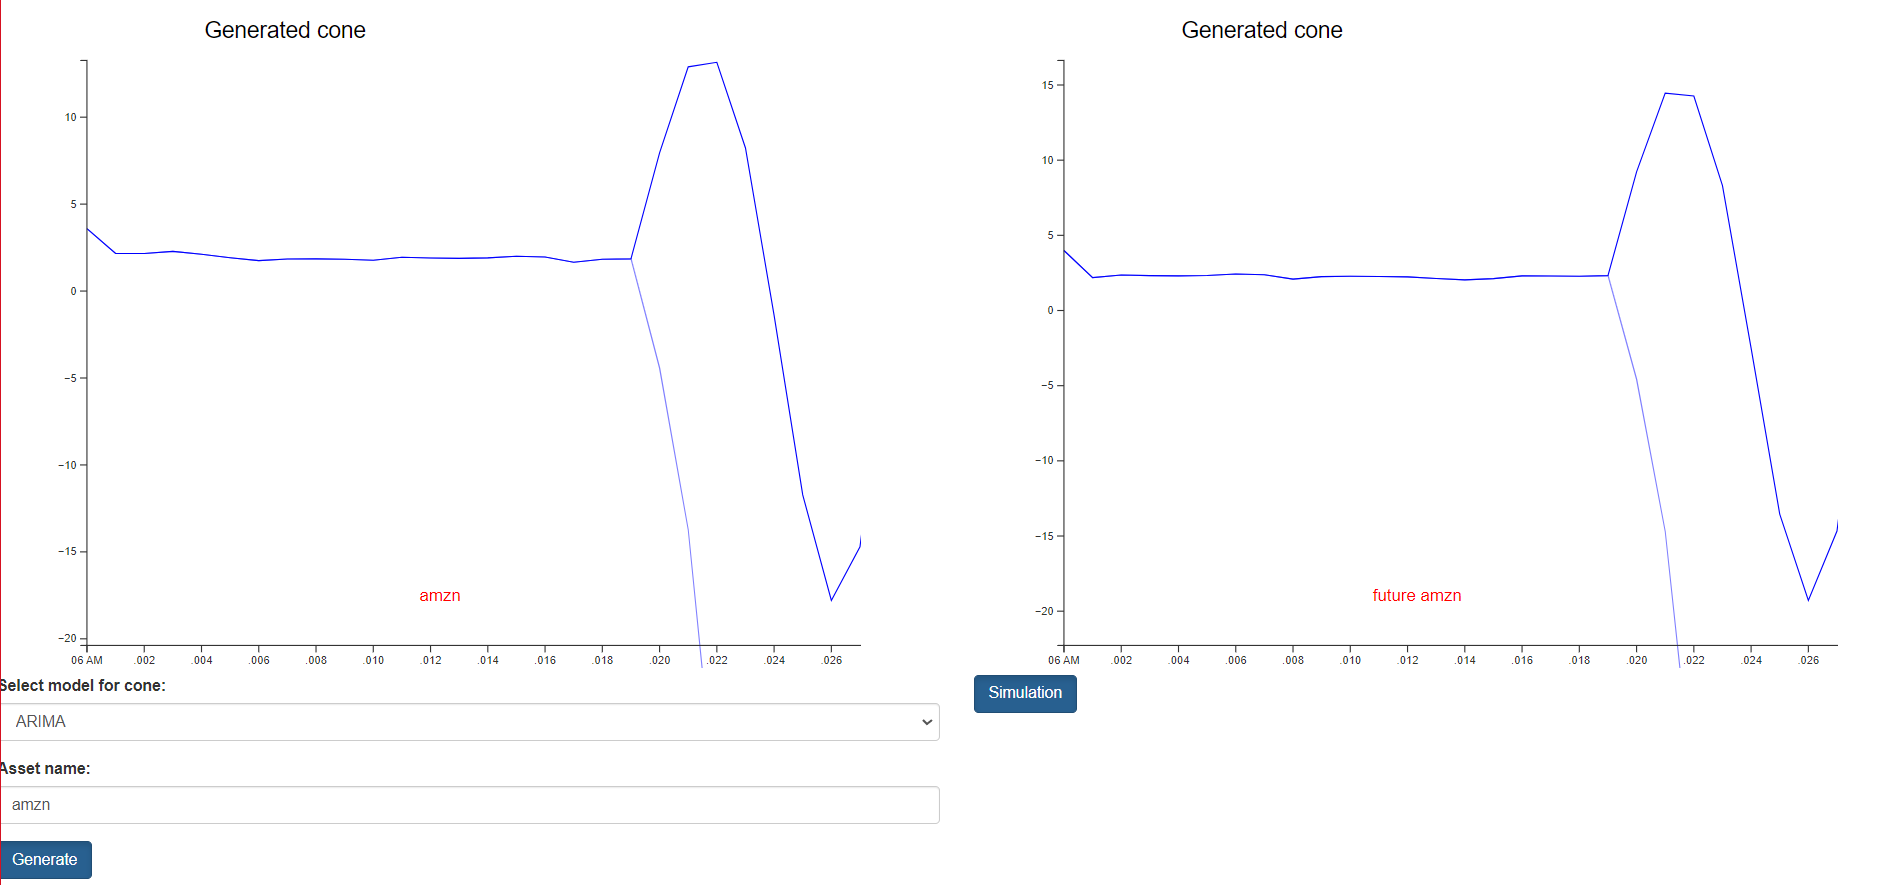 Generated cone
10
5
0
−5
−10
−15
−20
06 AM .002 .004 .006 .008 .010 .012 .014 .016 .018 .020 .022 .024 .026
amzn
Select model for cone:
ARIMA
Asset name:
amzn
Generate
Generated cone
15
10
5
0
−5
−10
−15
−20
06 AM .002 .004 .006 .008 .010 .012 .014 .016 .018 .020 .022 .024 .026
future amzn
Simulation